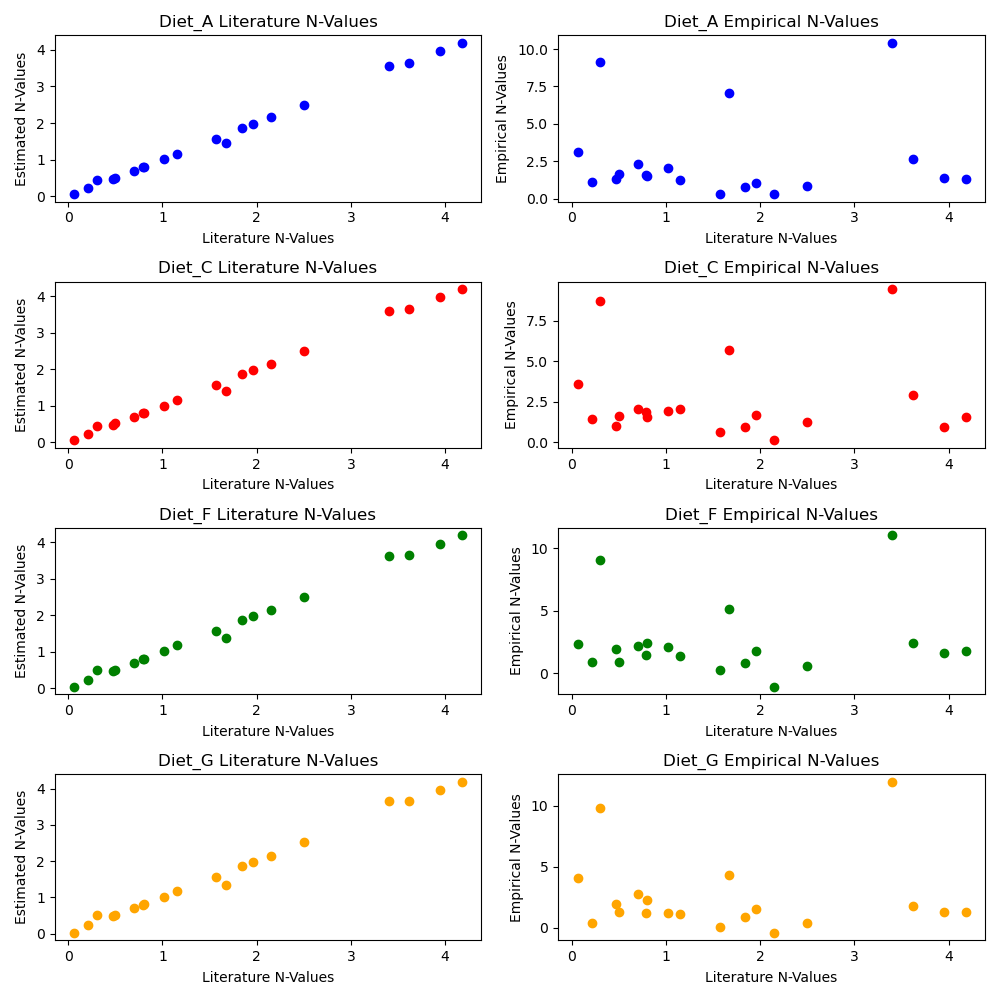 Diet_A Literature N-Values
Estimated N-Values
4
3
2
1
0
0 1 2 3 4
Literature N-Values
Diet_A Empirical N-Values
Empirical N-Values
10.0
7.5
5.0
2.5
0.0
0 1 2 3 4
Literature N-Values
Diet_C Literature N-Values
Estimated N-Values
4
3
2
1
0
0 1 2 3 4
Literature N-Values
Diet_C Empirical N-Values
Empirical N-Values
7.5
5.0
2.5
0.0
0 1 2 3 4
Literature N-Values
Diet_F Literature N-Values
Estimated N-Values
4
3
2
1
0
0 1 2 3 4
Literature N-Values
Diet_F Empirical N-Values
Empirical N-Values
10
5
0
0 1 2 3 4
Literature N-Values
Diet_G Literature N-Values
Estimated N-Values
4
3
2
1
0
0 1 2 3 4
Literature N-Values
Diet_G Empirical N-Values
Empirical N-Values
10
5
0
0 1 2 3 4
Literature N-Values